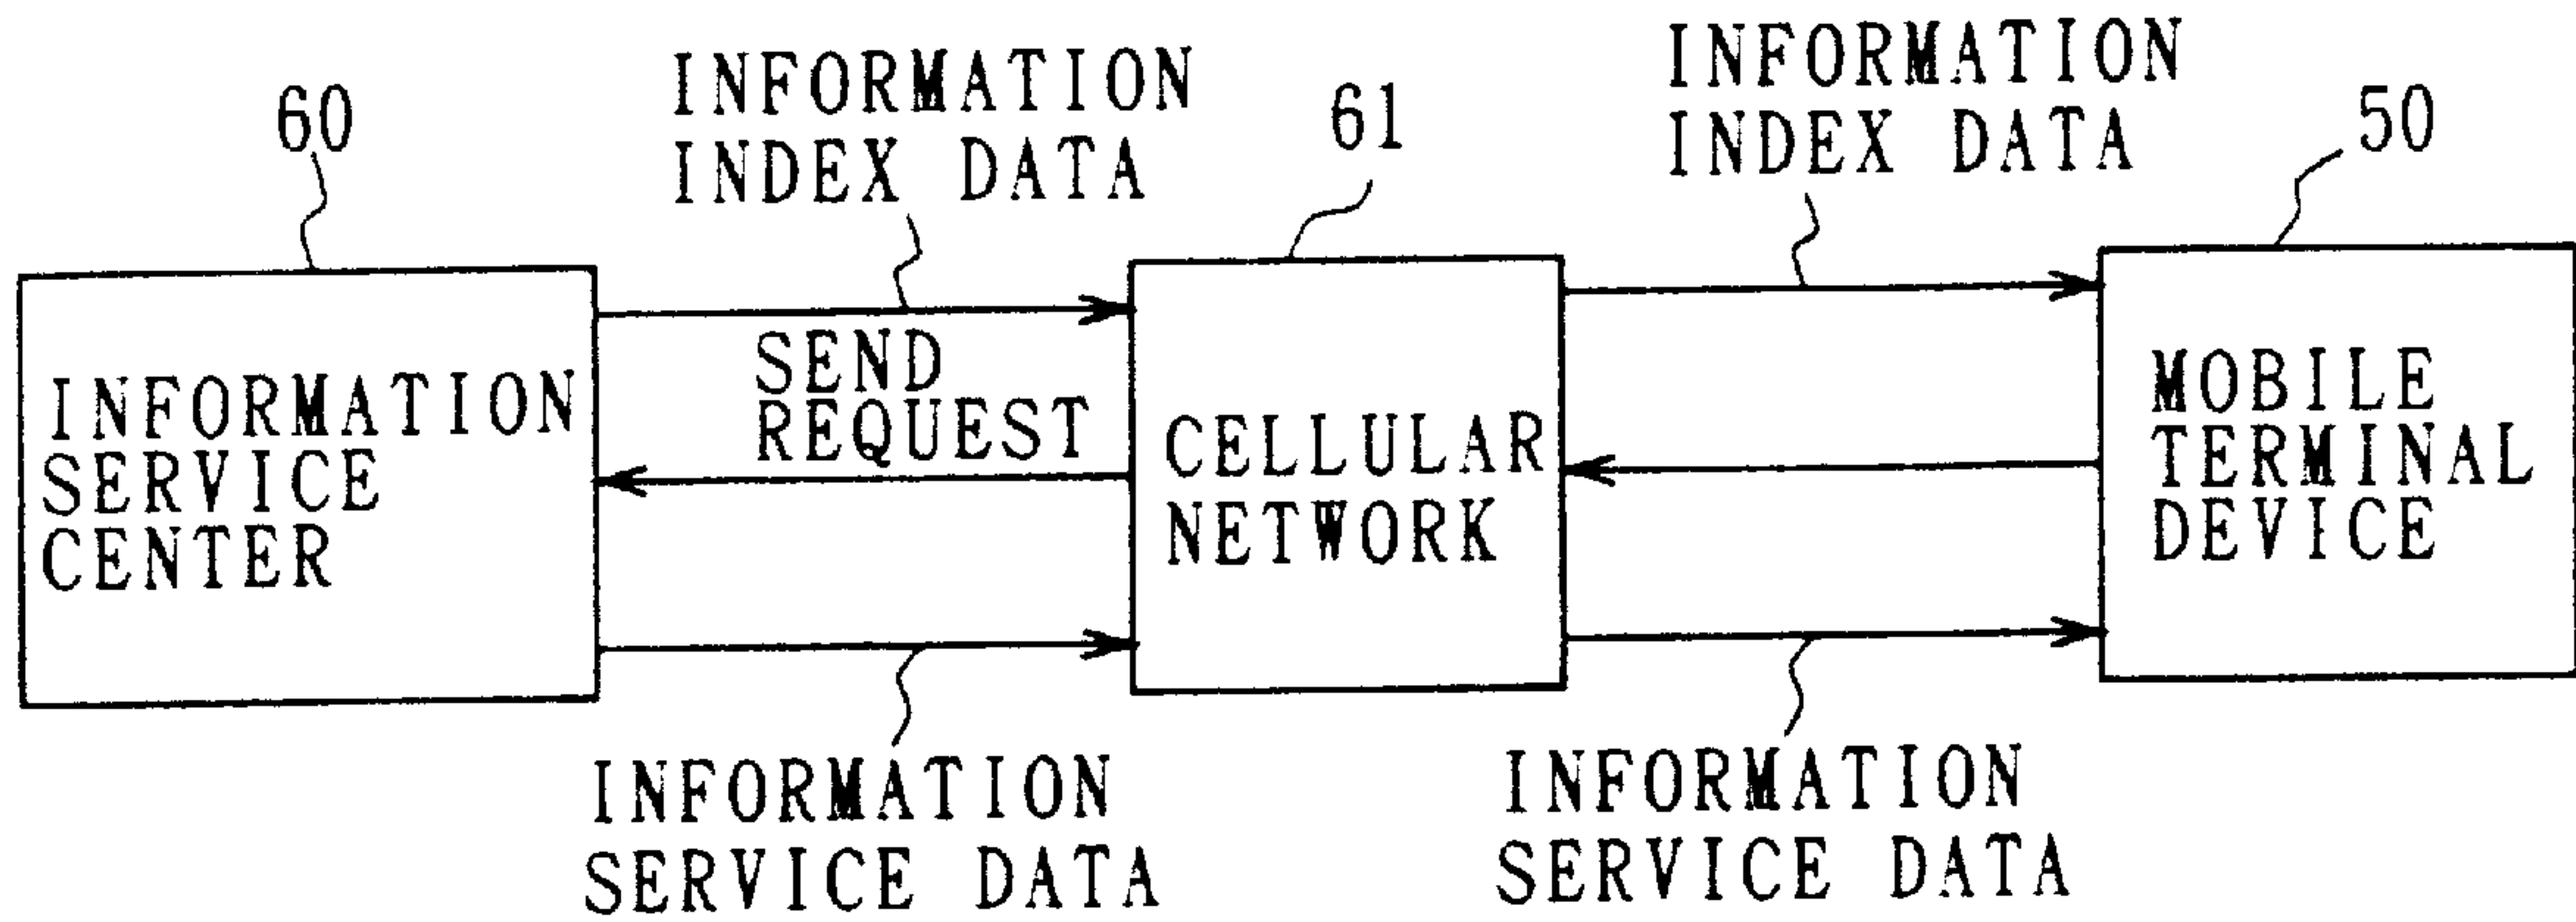 60
INFORMATION
INDEX DATA
61
INFORMATION
INDEX DATA
50
INFORMATION
SERVICE
CENTER
SEND
REQUEST
CELLULAR
NETWORK
MOBILE
TERMINAL
DEVICE
INFORMATION
SERVICE DATA
INFORMATION
SERVICE DATA